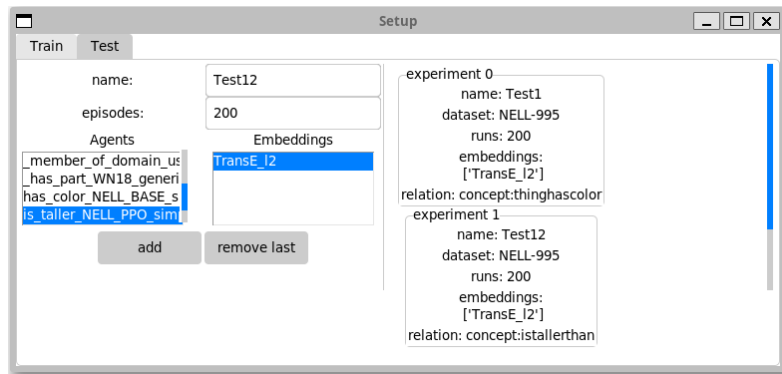 Setup
Train Test
name: Test12
episodes: 200
Agents Embeddings
_member_of_domain_us
_has_part_WN18_generi
has_color_NELL_BASE_s
is_taller_NELL_PPO_sim
TransE_l2
add remove last
experiment 0
name: Test1
dataset: NELL-995
runs: 200
embeddings:
['TransE_l2']
relation: concept:thinghascolor
experiment 1
name: Test12
dataset: NELL-995
runs: 200
embeddings:
['TransE_l2']
relation: concept:istallerthan